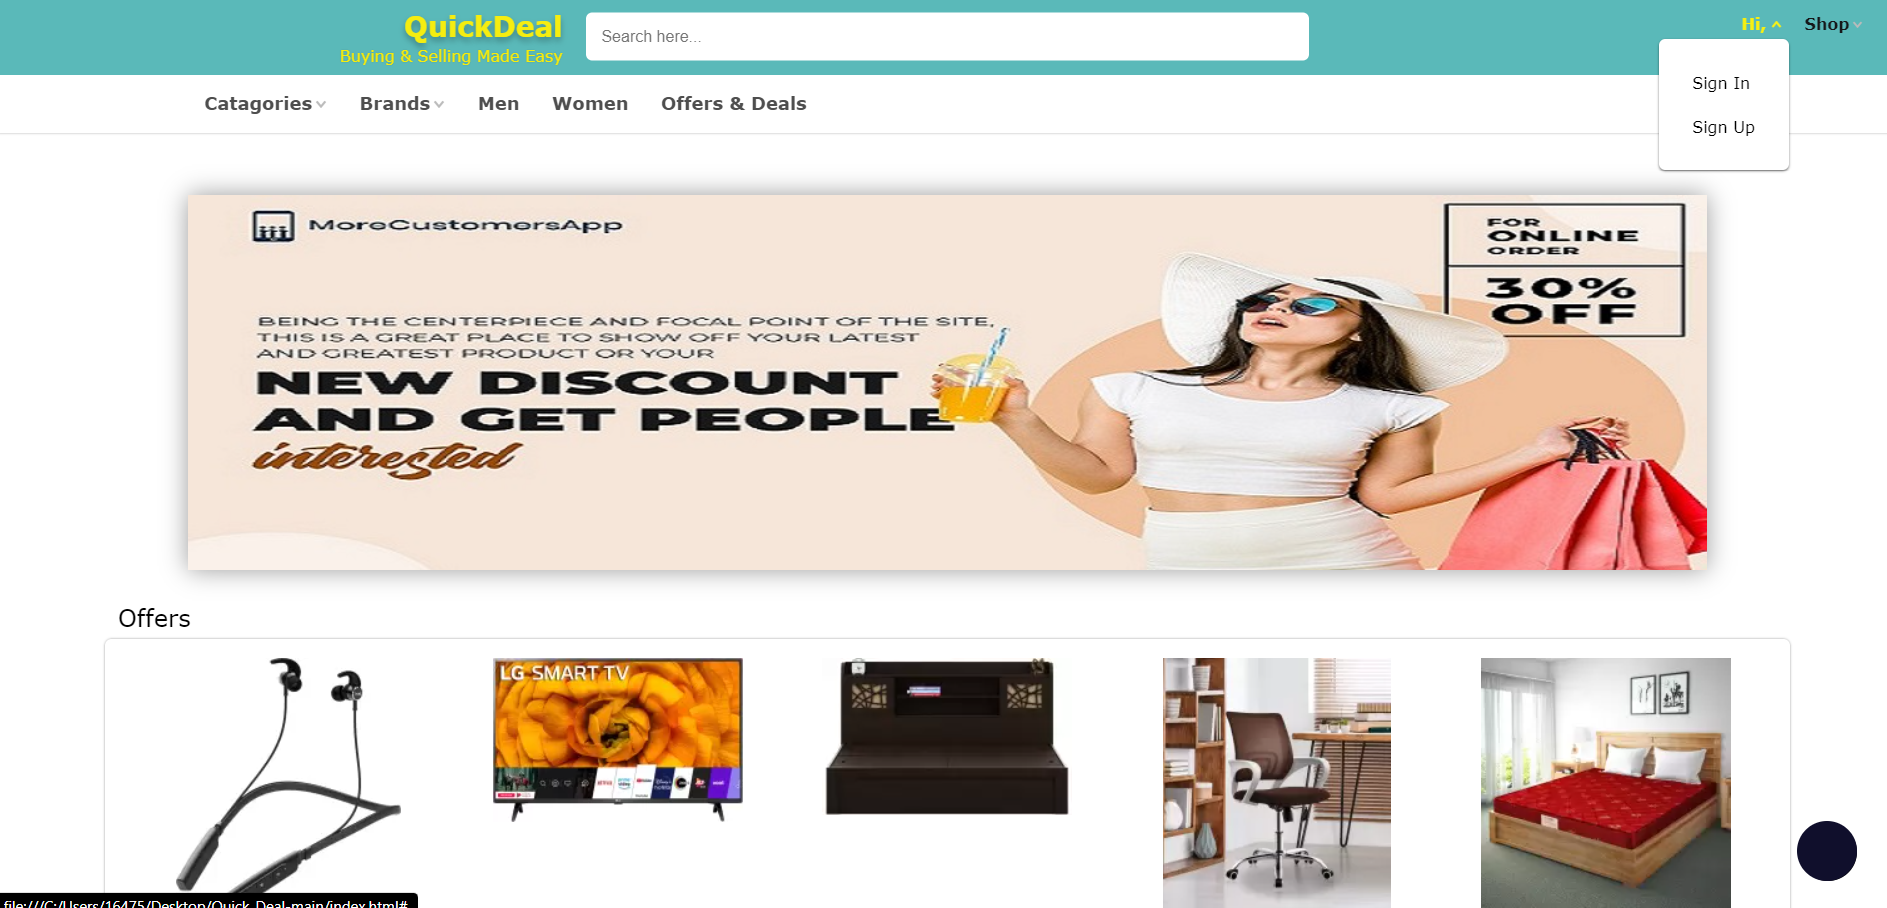 QuickDeal
Buying & Selling Made Easy
Search here...
Hi,
Shop
Sign In
Sign Up
Catagories
Brands
Men
Women
Offers & Deals
MoreCustomersApp
FOR
ONLINE
ORDER
30%
OFF
BEING THE CENTERPIECE AND FOCAL POINT OF THE SITE,
THIS IS A GREAT PLACE TO SHOW OFF YOUR LATEST
AND GREATEST PRODUCT OR YOUR
NEW DISCOUNT
AND GET PEOPLE
interested
Offers
LG SMART TV
file:///C:/Users/16475/Desktop/Quick_Deal-main/index.html#